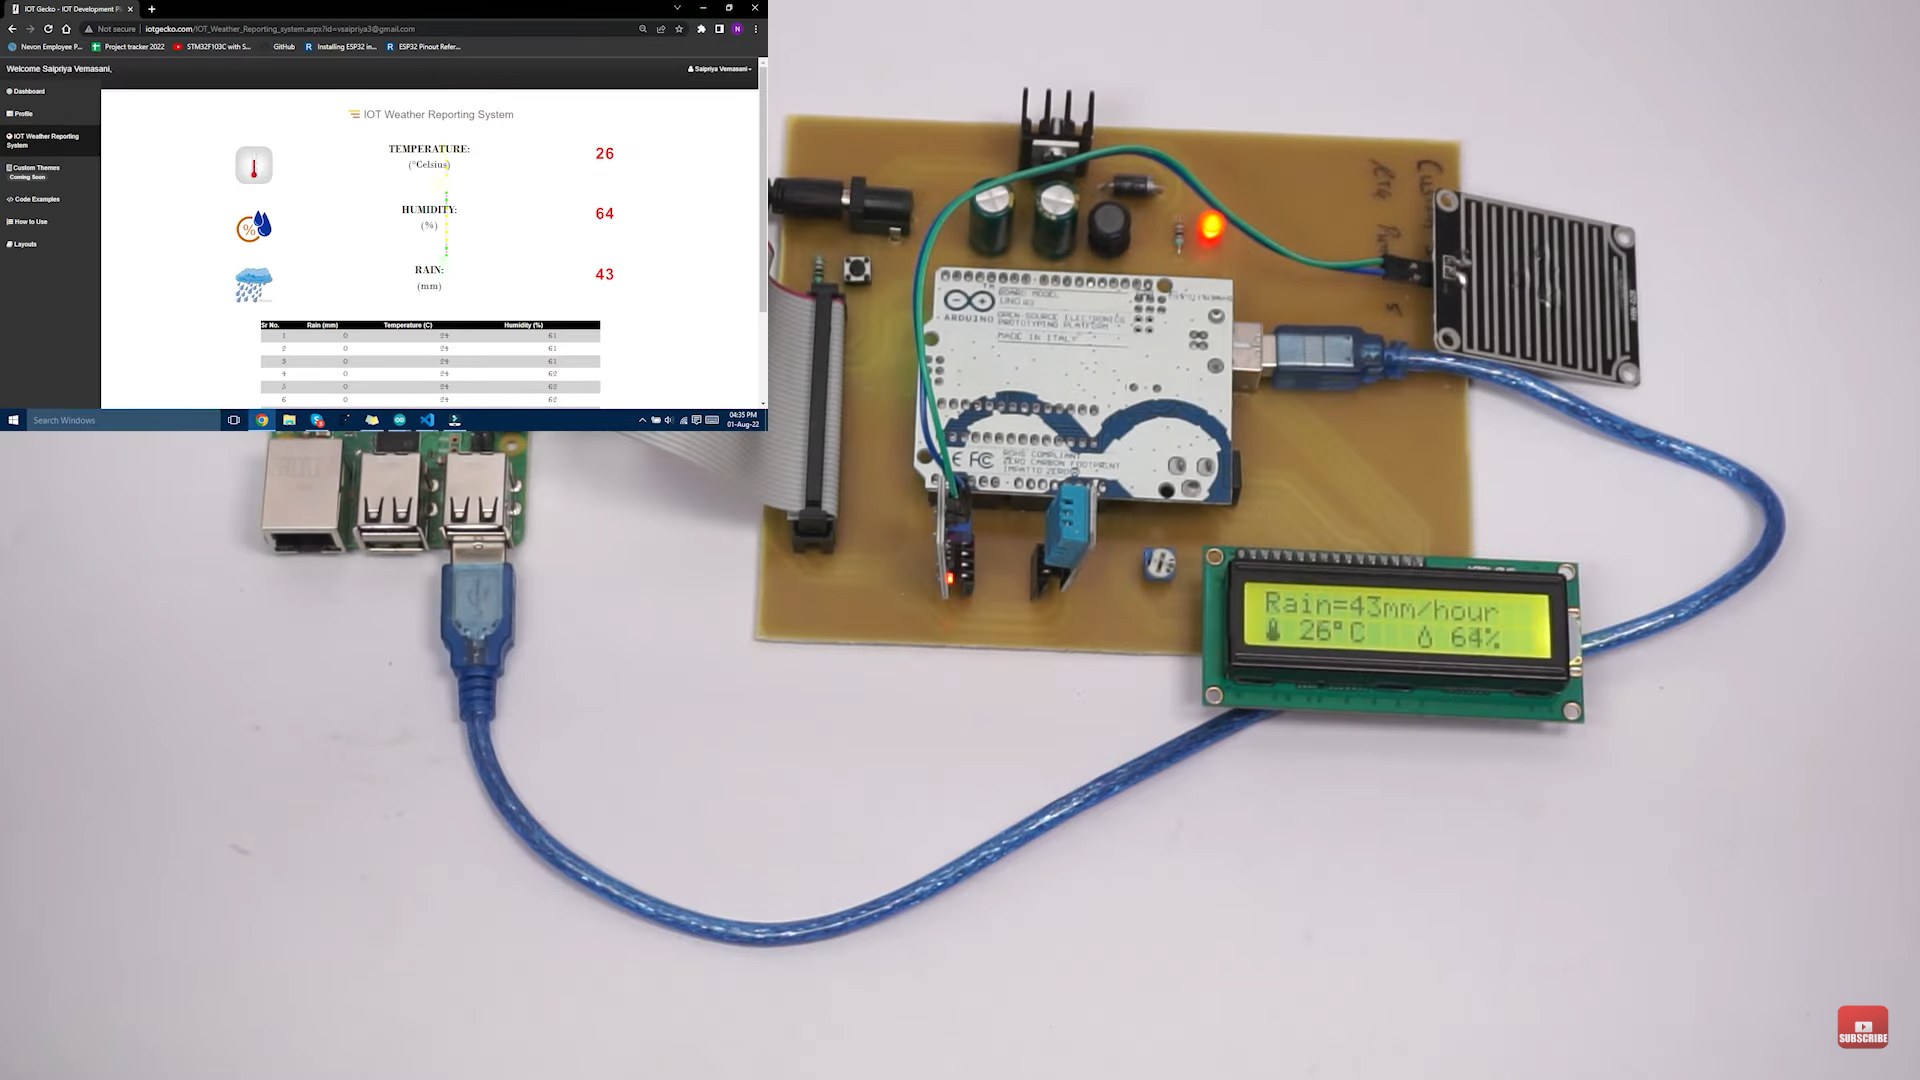 IOT Gecko - IOT Development Pl
Not secure
iotgecko.com/IOT_Weather_Reporting_system.aspx?id=vsaipriya3@gmail.com
Nevon Employee P...
Project tracker 2022
STM32F103C with S...
GitHub
Installing ESP32 in...
ESP32 Pinout Refer...
Welcome Saipriya Vemasani,
Saipriya Vemasani
Dashboard
Profile
IOT Weather Reporting
System
Custom Themes
Coming Soon
Code Examples
How to Use
Layouts
IOT Weather Reporting System
TEMPERATURE:
(°Celsius)
26
HUMIDITY:
(%)
64
RAIN:
(mm)
43
Sr No. Rain (mm) Temperature (C) Humidity (%)
1 0 24 61
2 0 24 61
3 0 24 61
4 0 24 62
5 0 24 62
6 0 24 62
Search Windows
04:35 PM
01-Aug-22
ARDUINO
TM
BOARD MODEL
UNO R3
OPEN-SOURCE ELECTRONICS
PROTOTYPING PLATFORM
MADE IN ITALY
CE FC
ROHS COMPLIANT
ZERO CARBON FOOTPRINT
IMPATTO ZERO
Rain=43mm/hour
26°C 64%
SUBSCRIBE